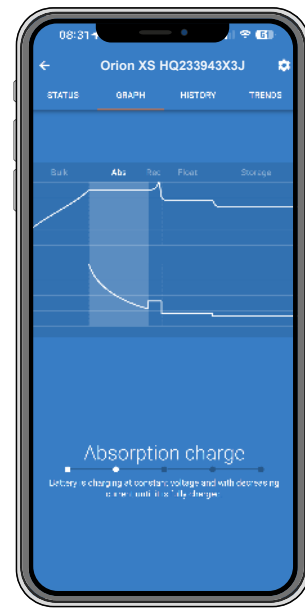 08:31
61
Orion XS HQ233943X3J
STATUS GRAPH HISTORY TRENDS
Bulk Abs Rec Float Storage
Absorption charge
Battery is charging at constant voltage and with decreasing
current until it is fully charged